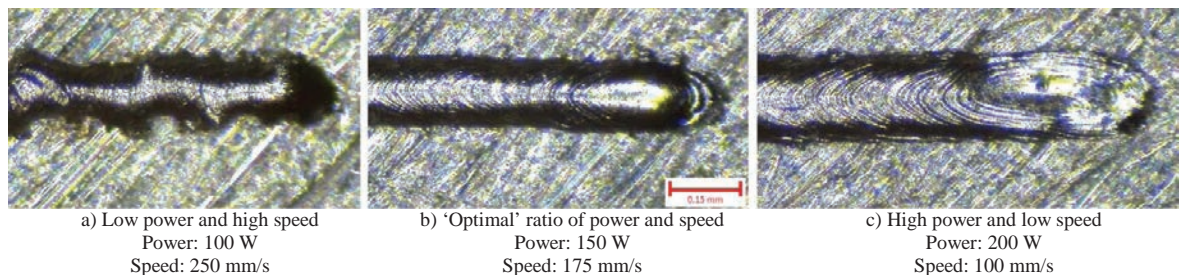 0.15 mm
a) Low power and high speed
Power: 100 W
Speed: 250 mm/s
b) ‘Optimal’ ratio of power and speed
Power: 150 W
Speed: 175 mm/s
c) High power and low speed
Power: 200 W
Speed: 100 mm/s